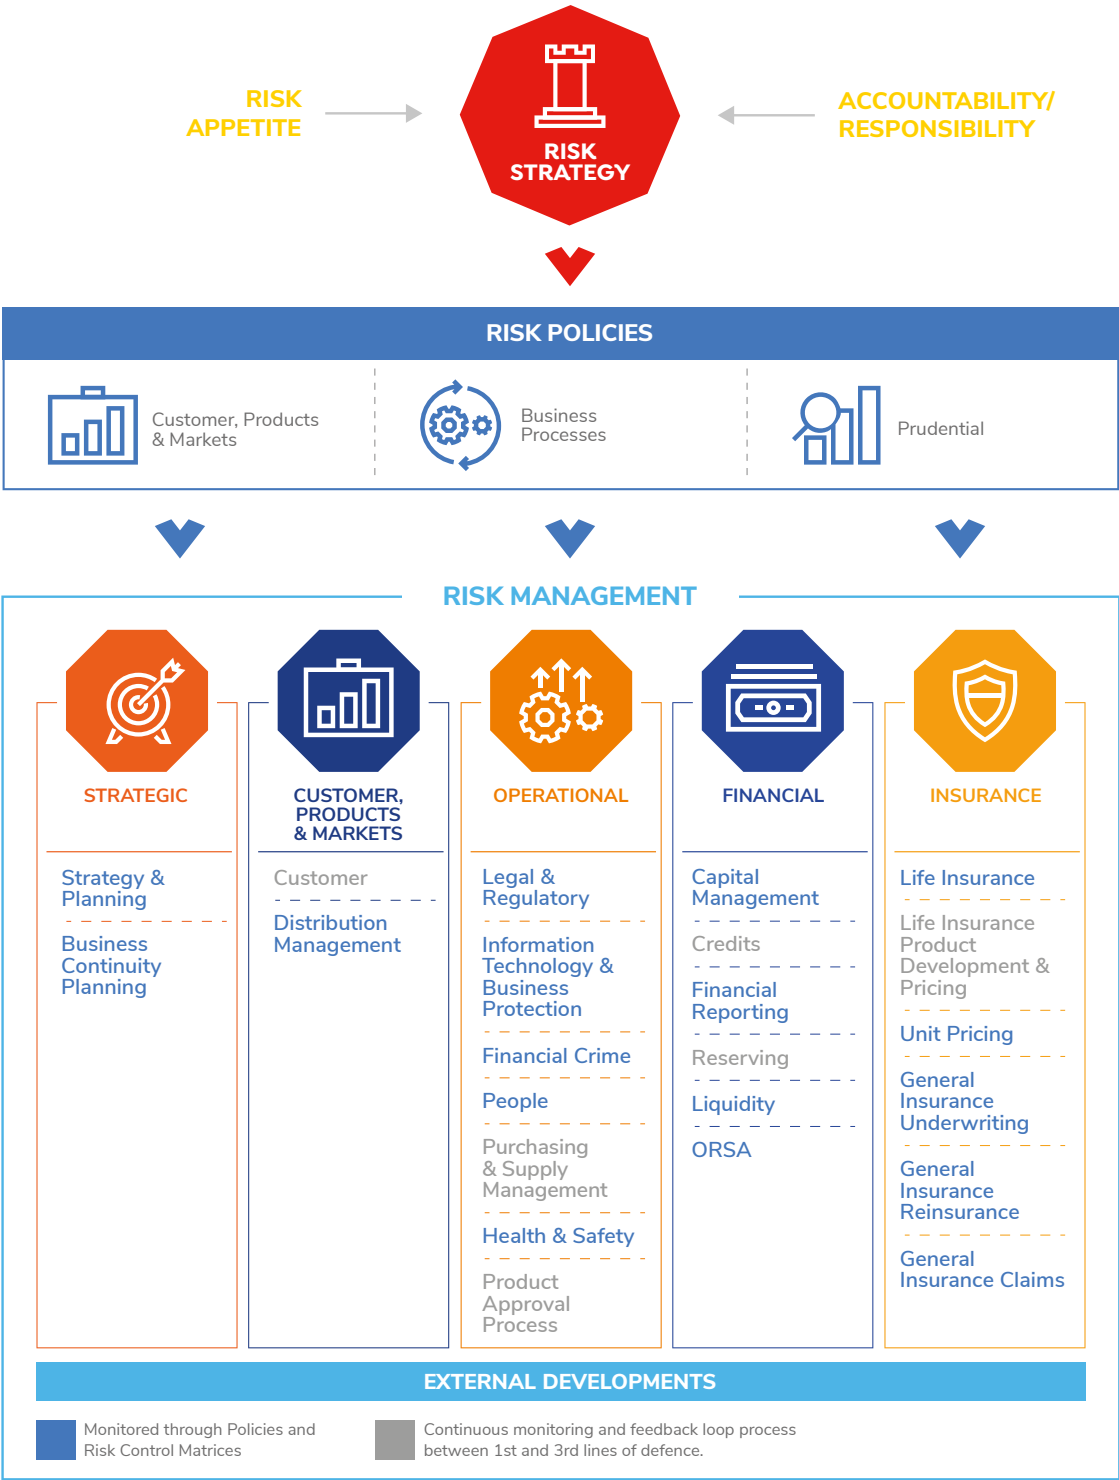 RISK
APPETITE
RISK
STRATEGY
ACCOUNTABILITY/
RESPONSIBILITY
RISK POLICIES
Customer, Products
& Markets
Business
Processes
Prudential
RISK MANAGEMENT
STRATEGIC
Strategy &
Planning
Business
Continuity
Planning
CUSTOMER,
PRODUCTS
& MARKETS
Customer
Distribution
Management
OPERATIONAL
Legal &
Regulatory
Information
Technology &
Business
Protection
Financial Crime
People
Purchasing
& Supply
Management
Health & Safety
Product
Approval
Process
FINANCIAL
Capital
Management
Credits
Financial
Reporting
Reserving
Liquidity
ORSA
INSURANCE
Life Insurance
Life Insurance
Product
Development &
Pricing
Unit Pricing
General
Insurance
Underwriting
General
Insurance
Reinsurance
General
Insurance Claims
EXTERNAL DEVELOPMENTS
Monitored through Policies and
Risk Control Matrices
Continuous monitoring and feedback loop process
between 1st and 3rd lines of defence.